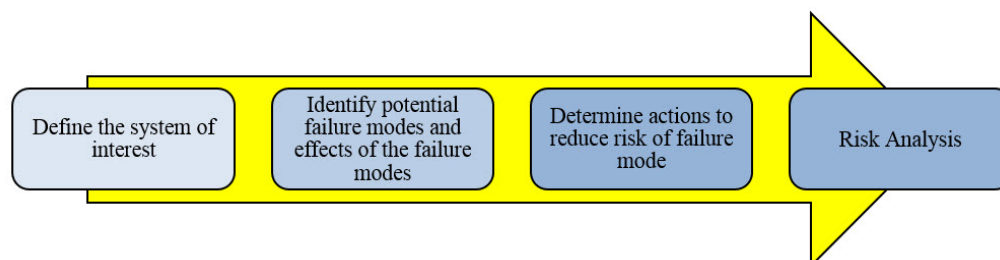 Define the system of
interest
Identify potential
failure modes and
effects of the failure
modes
Determine actions to
reduce risk of failure
mode
Risk Analysis